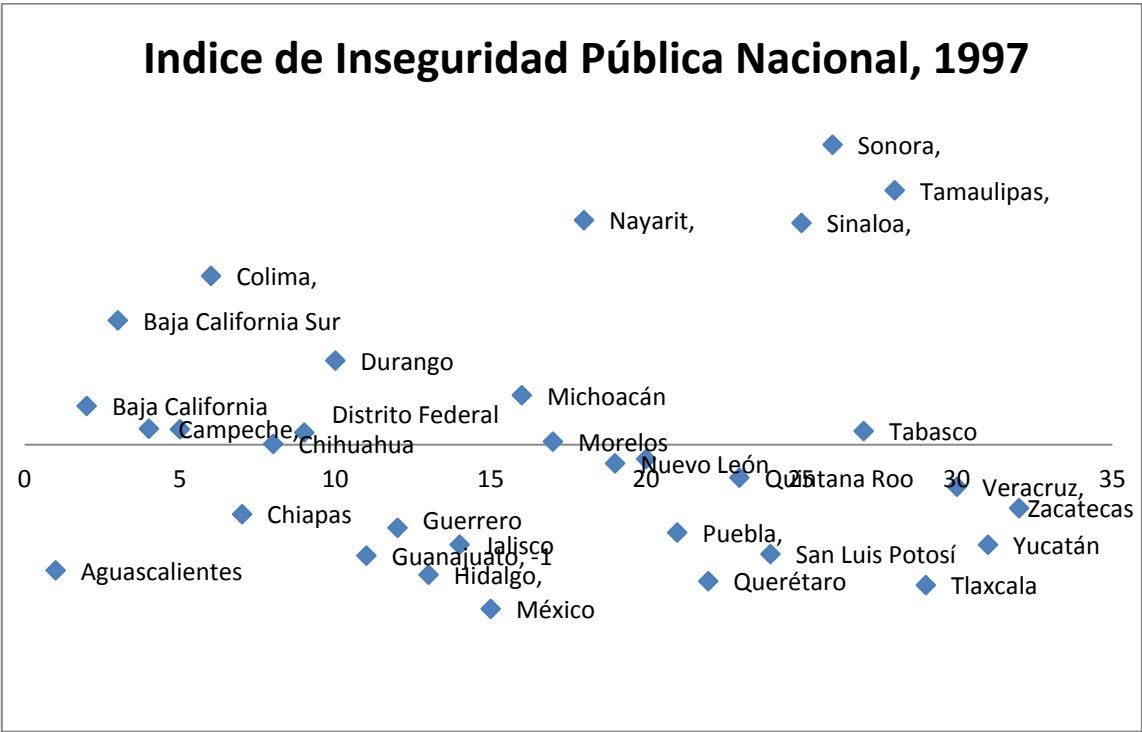 Indice de Inseguridad Pública Nacional, 1997
Sonora,
Tamaulipas,
Nayarit,
Sinaloa,
Colima,
Baja California Sur
Durango
Michoacán
Baja California
Distrito Federal
Campeche,
Tabasco
Chihuahua
Morelos
Nuevo León
0 5 10 15 20 25 30 35
Quintana Roo
Veracruz,
Zacatecas
Chiapas
Guerrero
Puebla,
Jalisco
Yucatán
Guanajuato, -1
San Luis Potosí
Aguascalientes
Hidalgo,
Querétaro
Tlaxcala
México